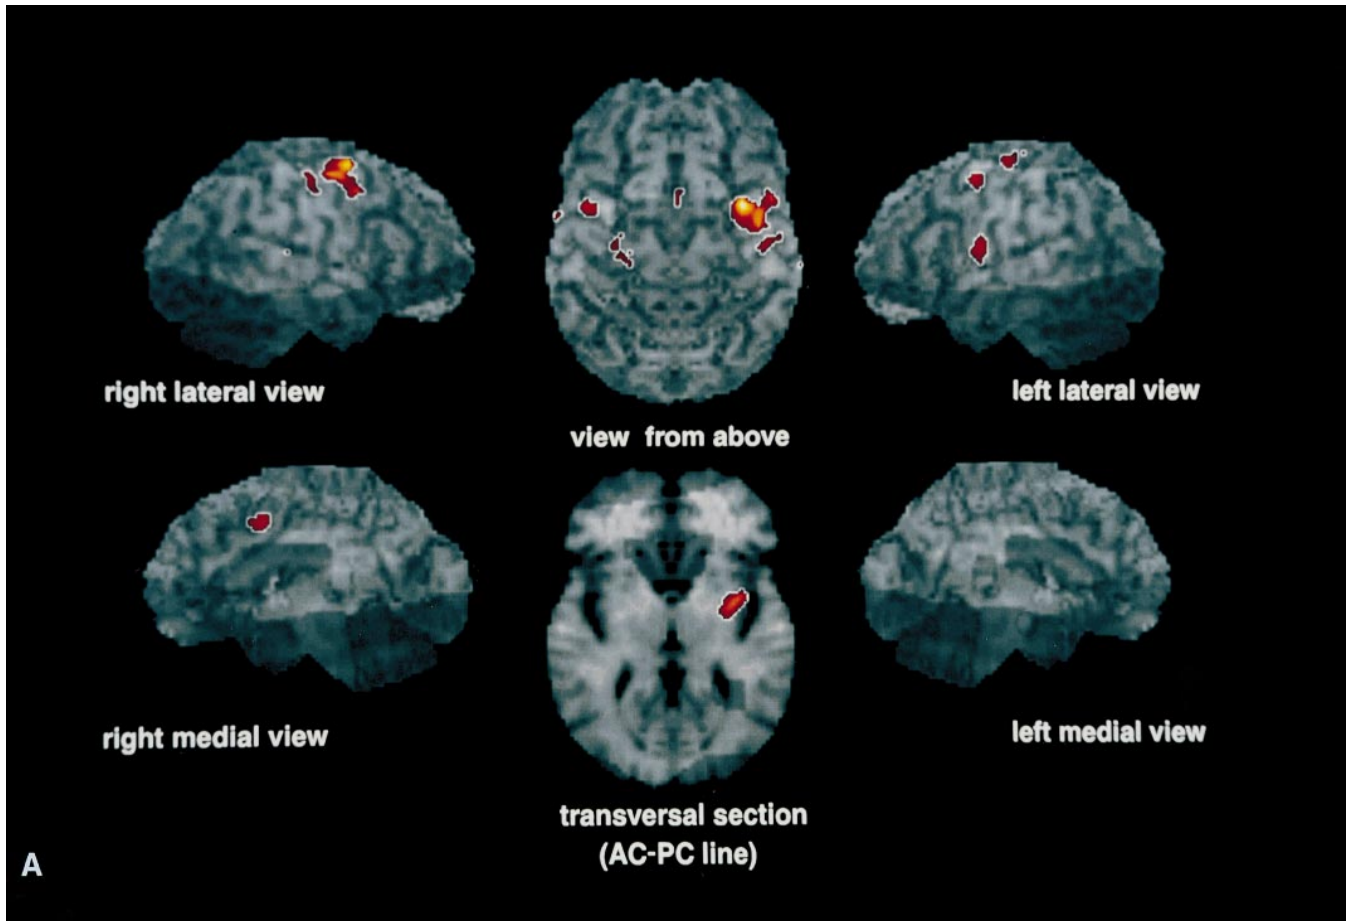 right lateral view
view from above
left lateral view
right medial view
transversal section
(AC-PC line)
left medial view
A